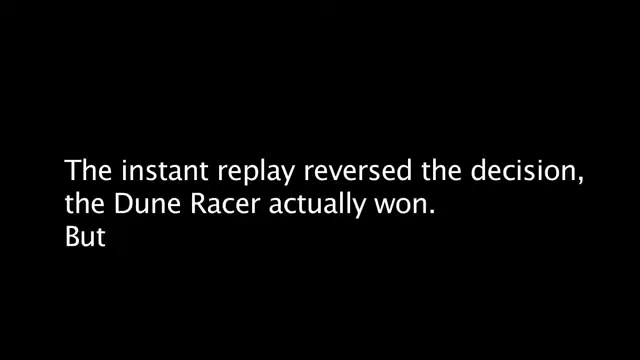 The instant replay reversed the decision,
the Dune Racer actually won.
But